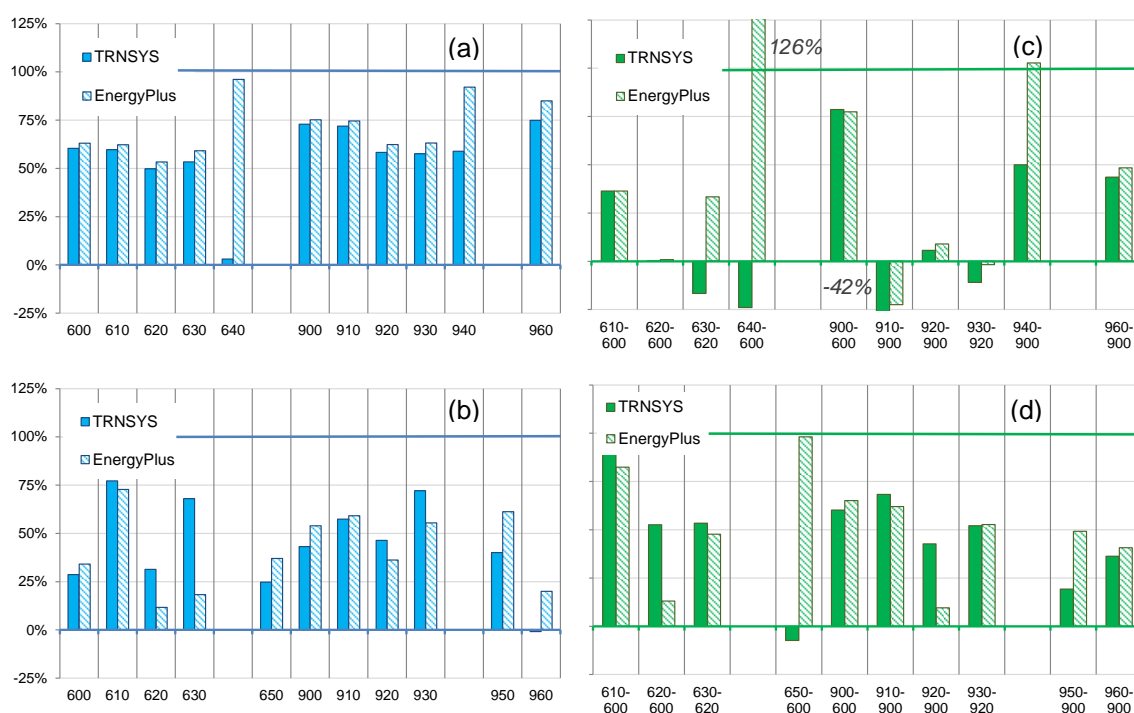 125%
(a)
TRNSYS
100%
EnergyPlus
75%
50%
25%
0%
-25%
600 610 620 630 640 900 910 920 930 940 960
(c)
TRNSYS
126%
EnergyPlus
-42%
610-600 620-600 630-620 640-600 900-600 910-900 920-900 930-920 940-900 960-900
125%
(b)
TRNSYS
100%
EnergyPlus
75%
50%
25%
0%
-25%
600 610 620 630 650 900 910 920 930 950 960
(d)
TRNSYS
EnergyPlus
610-600 620-600 630-620 650-600 900-600 910-900 920-900 930-920 950-900 960-900